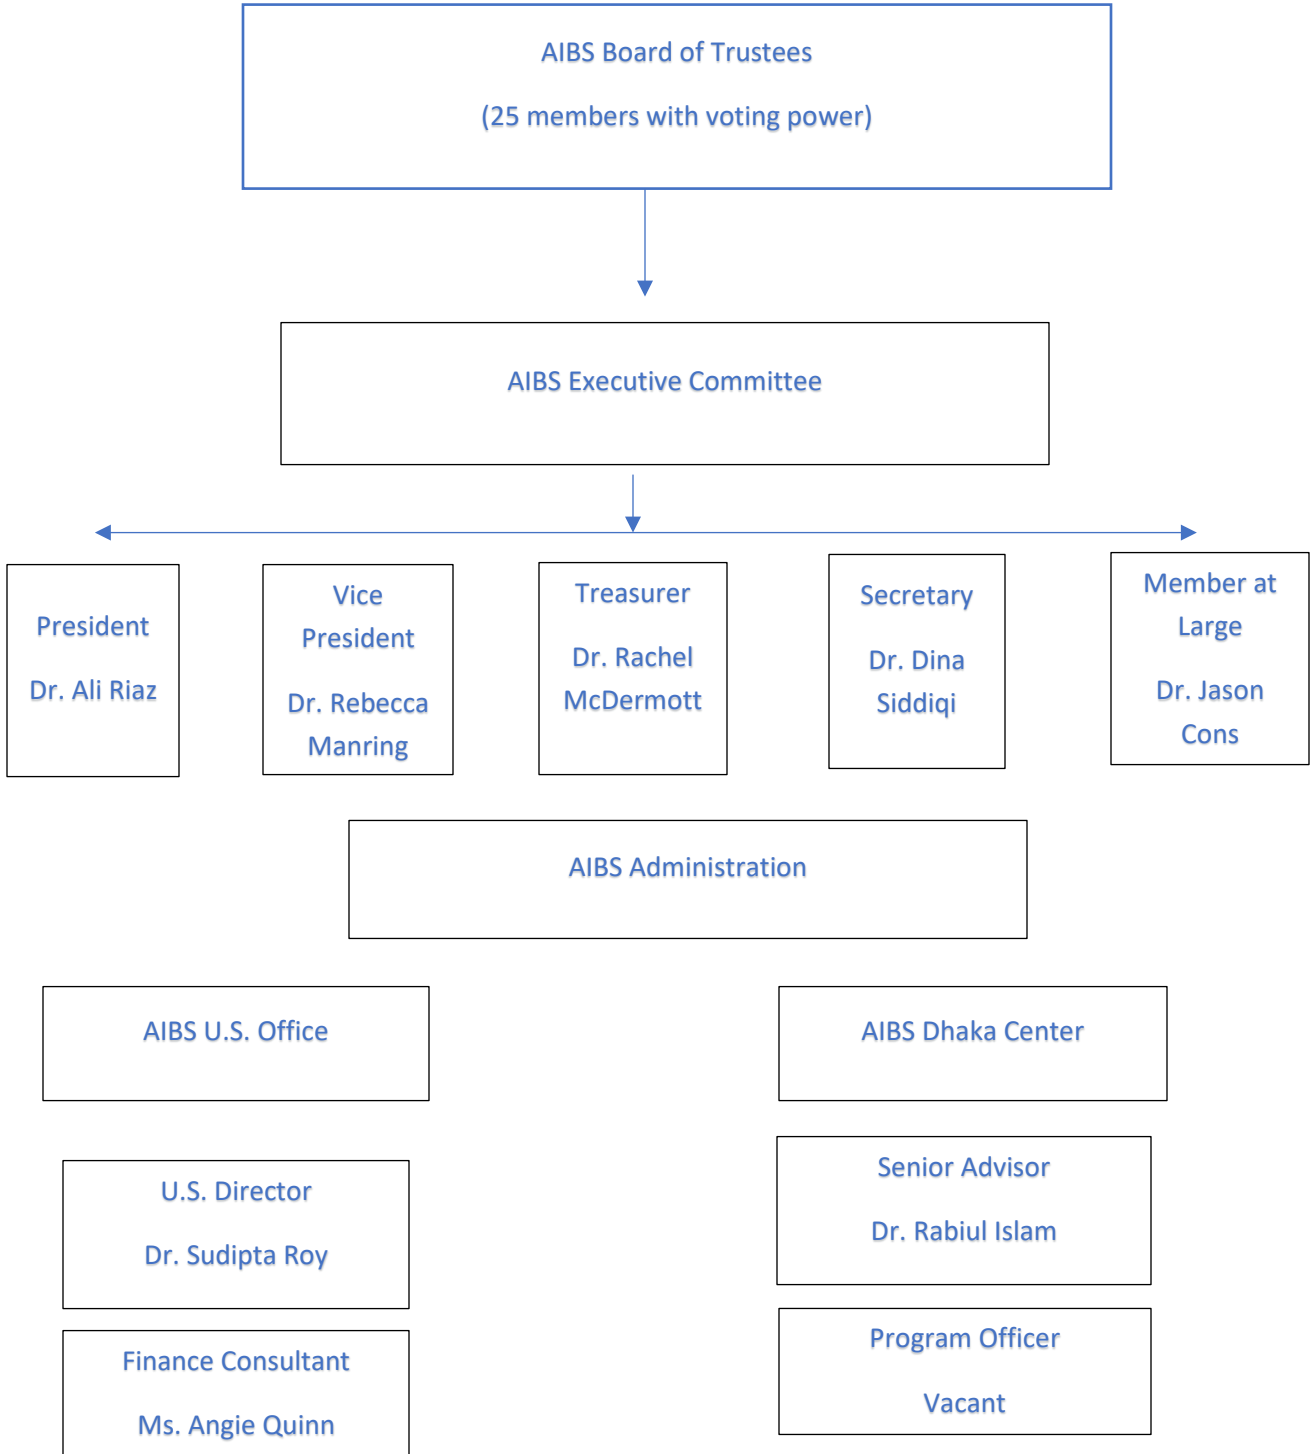 AIBS Board of Trustees
(25 members with voting power)
AIBS Executive Committee
President
Dr. Ali Riaz
Vice
President
Dr. Rebecca
Manring
Treasurer
Dr. Rachel
McDermott
Secretary
Dr. Dina
Siddiqi
Member at
Large
Dr. Jason
Cons
AIBS Administration
AIBS U.S. Office
AIBS Dhaka Center
U.S. Director
Dr. Sudipta Roy
Senior Advisor
Dr. Rabiul Islam
Finance Consultant
Ms. Angie Quinn
Program Officer
Vacant